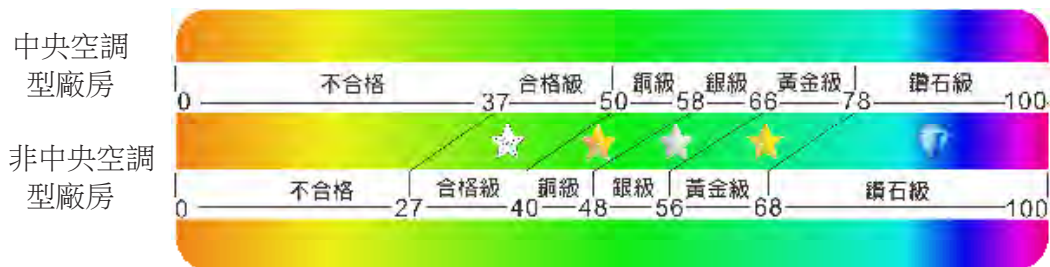 中央空調
型廠房
不合格 合格級 銅級 銀級 黃金級 鑽石級
0 37 50 58 66 78 100
非中央空調
型廠房
不合格 合格級 銅級 銀級 黃金級 鑽石級
0 27 40 48 56 68 100